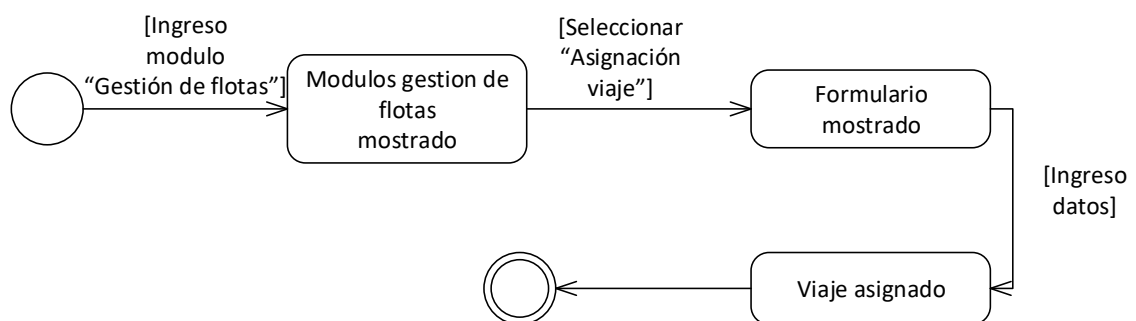 [Ingreso
modulo
“Gestión de flotas”]
Modulos gestion de
flotas
mostrado
[Seleccionar
“Asignación
viaje”]
Formulario
mostrado
[Ingreso
datos]
Viaje asignado